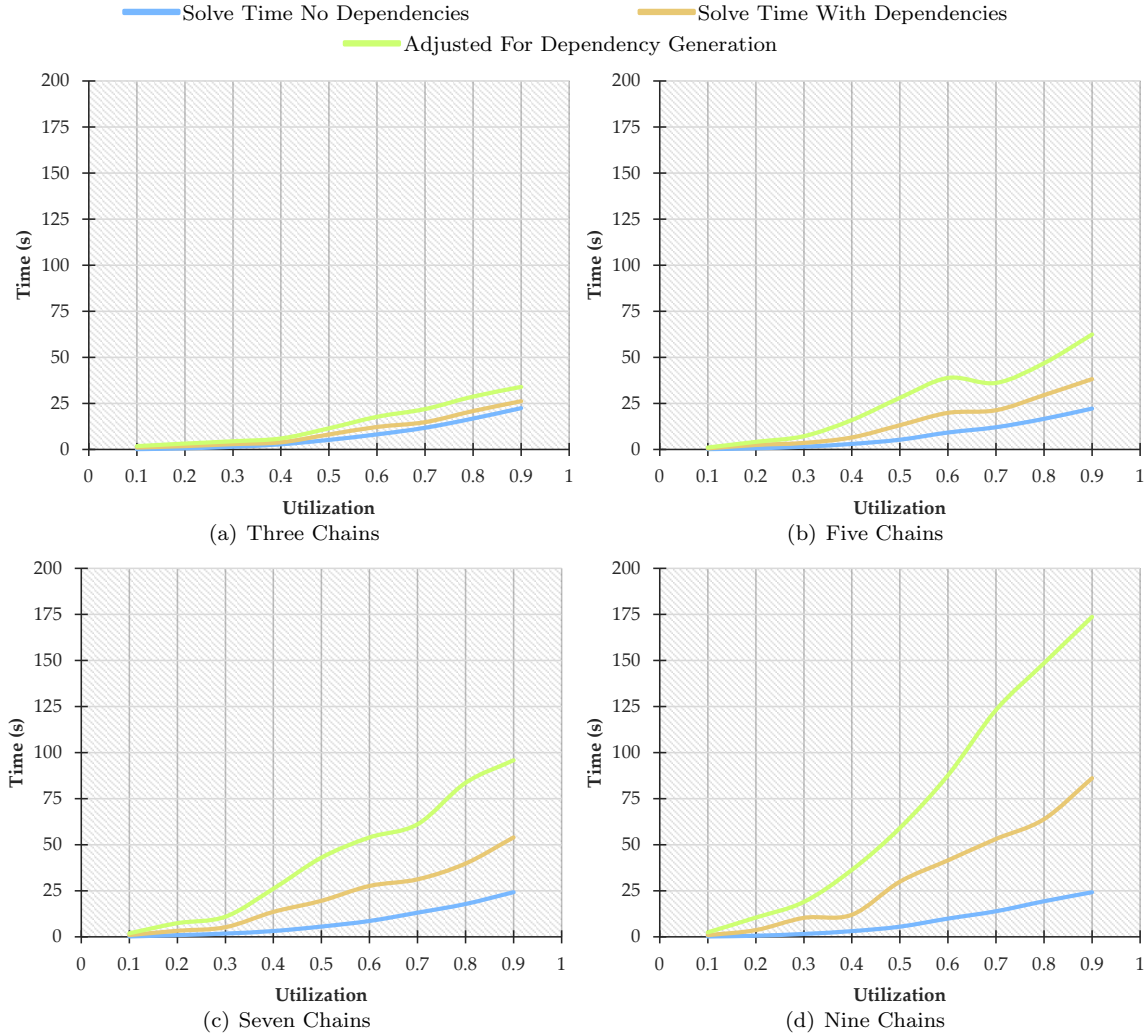 Solve Time No Dependencies
Solve Time With Dependencies
Adjusted For Dependency Generation
200
175
150
125
100
75
50
25
0
Time (s)
0 0.1 0.2 0.3 0.4 0.5 0.6 0.7 0.8 0.9 1
Utilization
(a) Three Chains
200
175
150
125
100
75
50
25
0
Time (s)
0 0.1 0.2 0.3 0.4 0.5 0.6 0.7 0.8 0.9 1
Utilization
(b) Five Chains
200
175
150
125
100
75
50
25
0
Time (s)
0 0.1 0.2 0.3 0.4 0.5 0.6 0.7 0.8 0.9 1
Utilization
(c) Seven Chains
200
175
150
125
100
75
50
25
0
Time (s)
0 0.1 0.2 0.3 0.4 0.5 0.6 0.7 0.8 0.9 1
Utilization
(d) Nine Chains